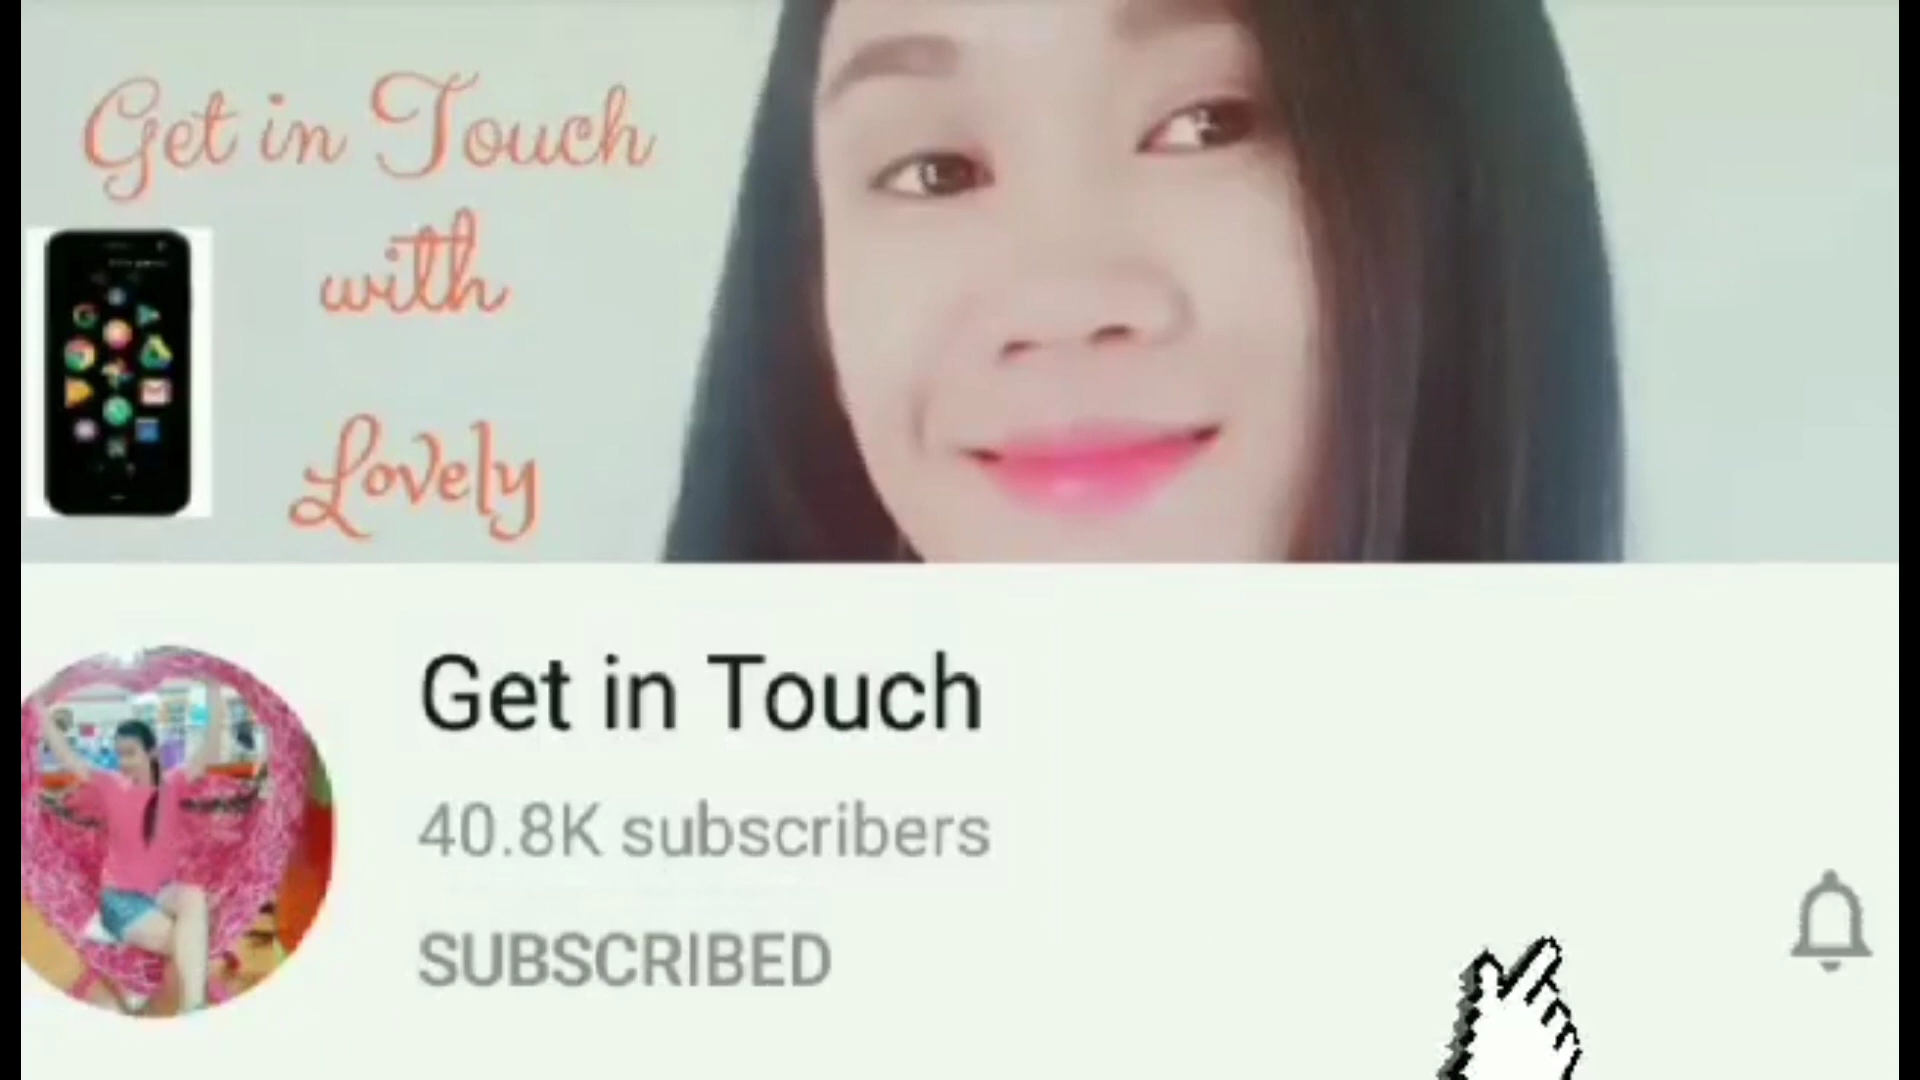 Get in Touch
with
Lovely
Get in Touch
40.8K subscribers
SUBSCRIBED